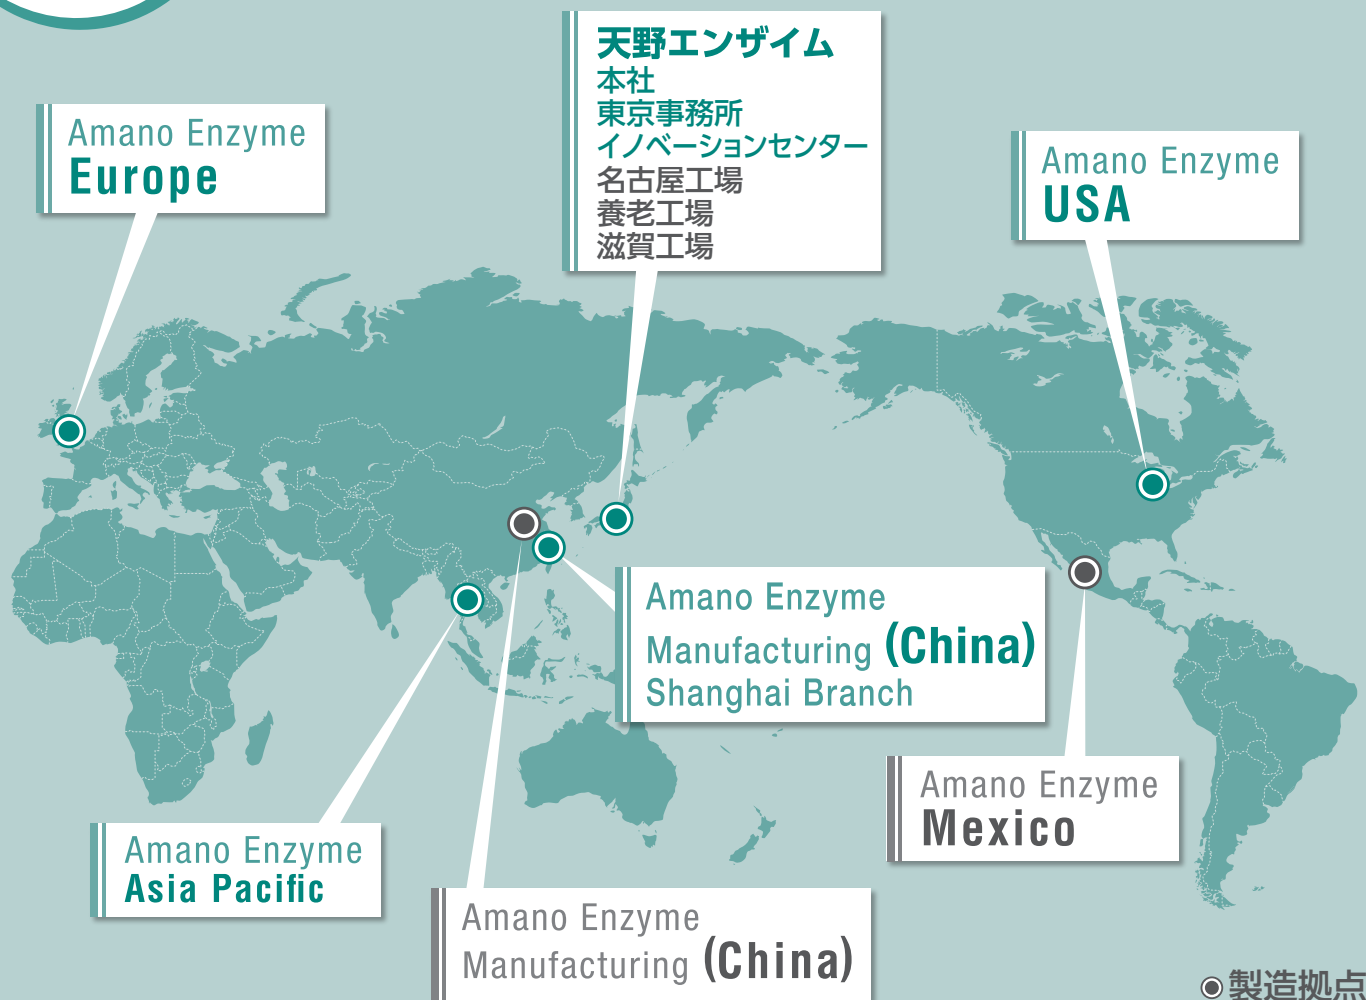 天野エンザイム
本社
東京事務所
イノベーションセンター
名古屋工場
養老工場
滋賀工場
Amano Enzyme
Europe
Amano Enzyme
USA
Amano Enzyme
Manufacturing (China)
Shanghai Branch
Amano Enzyme
Mexico
Amano Enzyme
Asia Pacific
Amano Enzyme
Manufacturing (China)
製造拠点